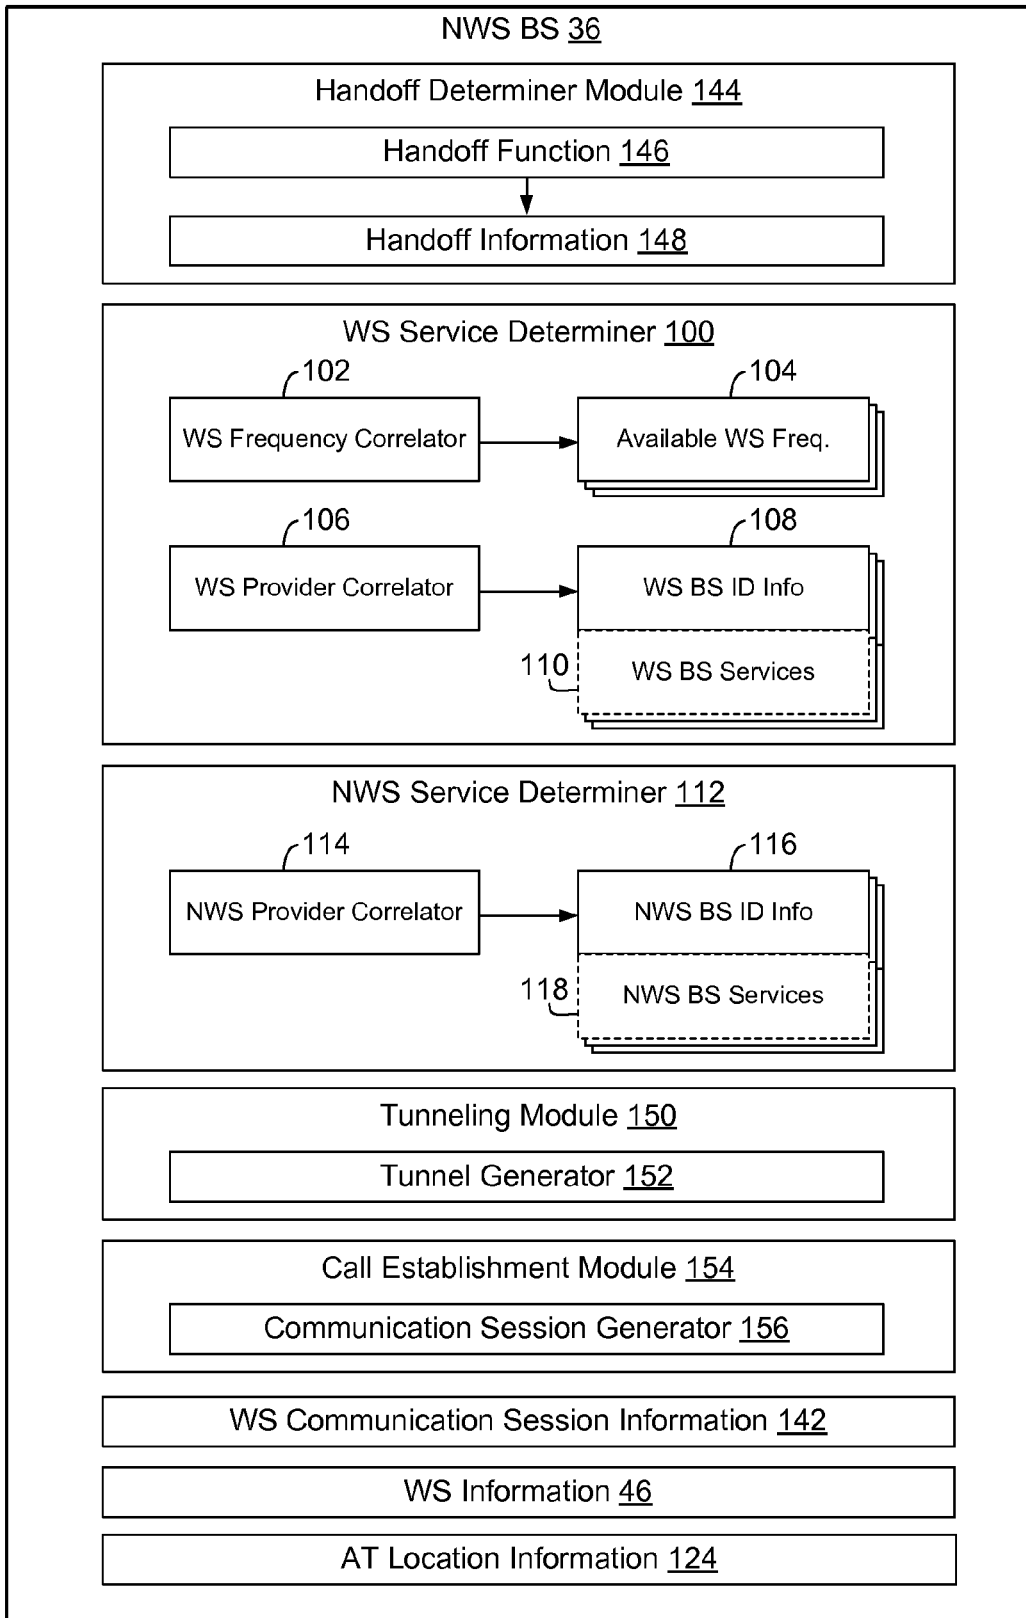 NWS BS 36
Handoff Determiner Module 144
Handoff Function 146
Handoff Information 148
WS Service Determiner 100
102
104
WS Frequency Correlator
Available WS Freq.
106
108
WS Provider Correlator
WS BS ID Info
110
WS BS Services
NWS Service Determiner 112
114
116
NWS Provider Correlator
NWS BS ID Info
118
NWS BS Services
Tunneling Module 150
Tunnel Generator 152
Call Establishment Module 154
Communication Session Generator 156
WS Communication Session Information 142
WS Information 46
AT Location Information 124